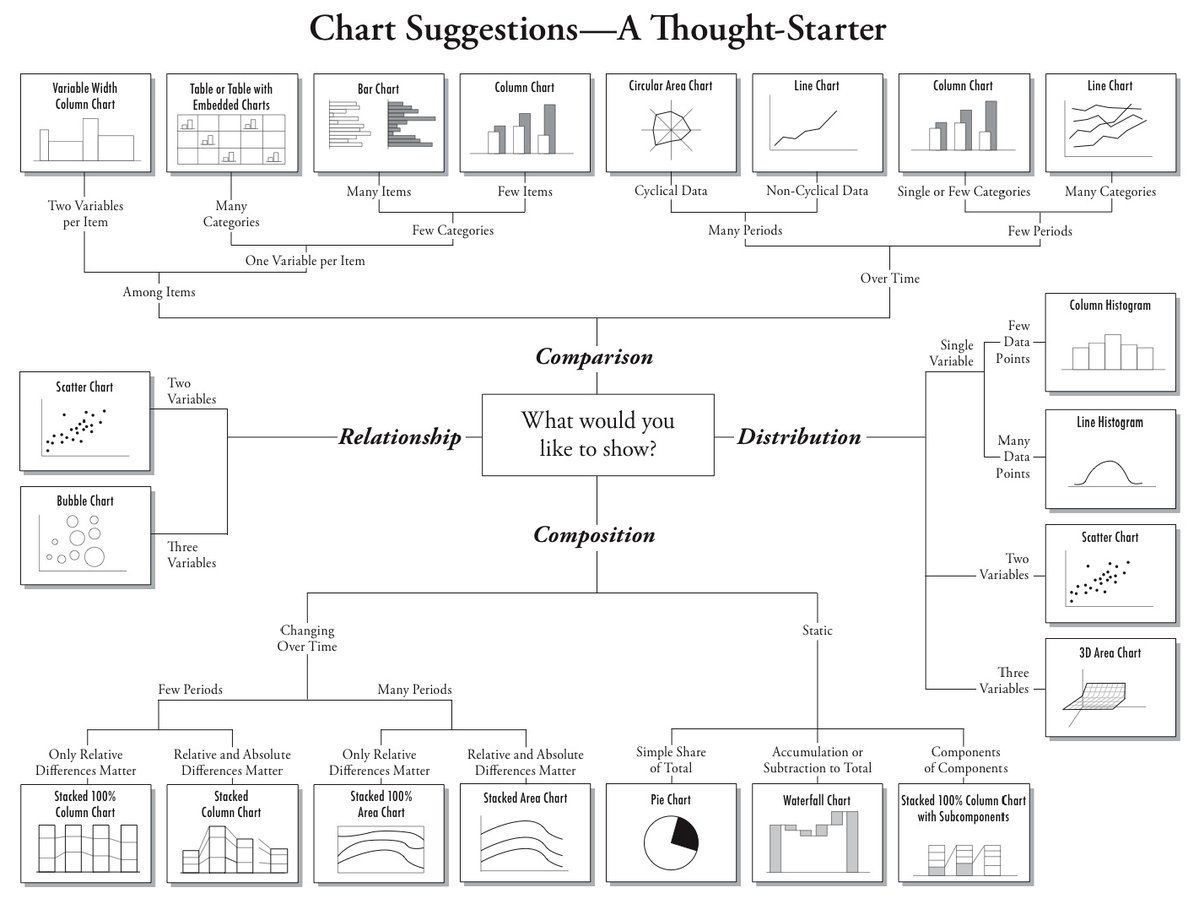 Chart Suggestions—A Thought-Starter
Variable Width
Column Chart
Table or Table with
Embedded Charts
Bar Chart
Column Chart
Circular Area Chart
Line Chart
Column Chart
Line Chart
Two Variables
per Item
Many
Categories
Many Items
Few Items
Cyclical Data
Non-Cyclical Data
Single or Few Categories
Many Categories
Few Categories
Many Periods
Few Periods
One Variable per Item
Among Items
Over Time
Comparison
What would you
like to show?
Relationship
Two
Variables
Scatter Chart
Three
Variables
Bubble Chart
Distribution
Single
Variable
Few
Data
Points
Column Histogram
Many
Data
Points
Line Histogram
Two
Variables
Scatter Chart
Three
Variables
3D Area Chart
Composition
Changing
Over Time
Static
Few Periods
Many Periods
Only Relative
Differences Matter
Relative and Absolute
Differences Matter
Only Relative
Differences Matter
Relative and Absolute
Differences Matter
Simple Share
of Total
Accumulation or
Subtraction to Total
Components
of Components
Stacked 100%
Column Chart
Stacked
Column Chart
Stacked 100%
Area Chart
Stacked Area Chart
Pie Chart
Waterfall Chart
Stacked 100% Column Chart
with Subcomponents